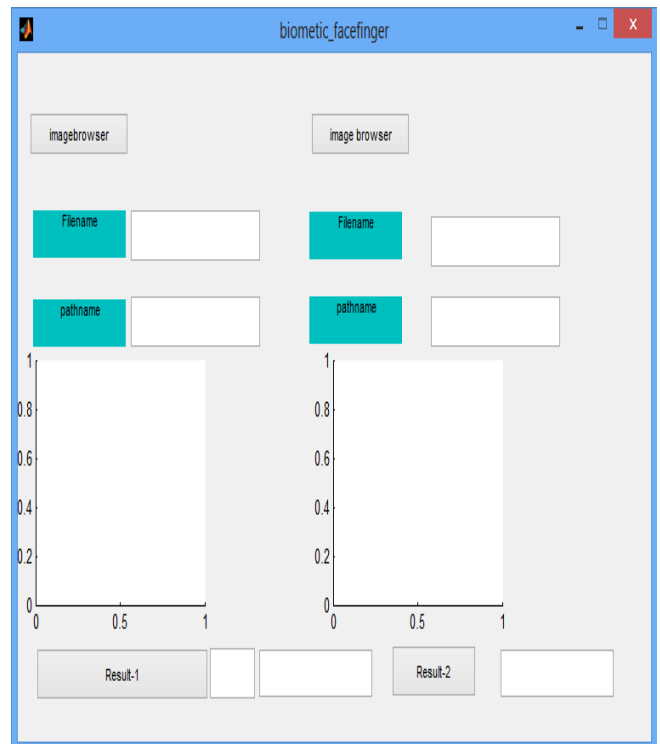 biometic_facefinger
imagebrowser image browser
Filename Filename
pathname pathname
1 1
0.8 0.8
0.6 0.6
0.4 0.4
0.2 0.2
0 0
0 0.5 1 0 0.5 1
Result-1 Result-2